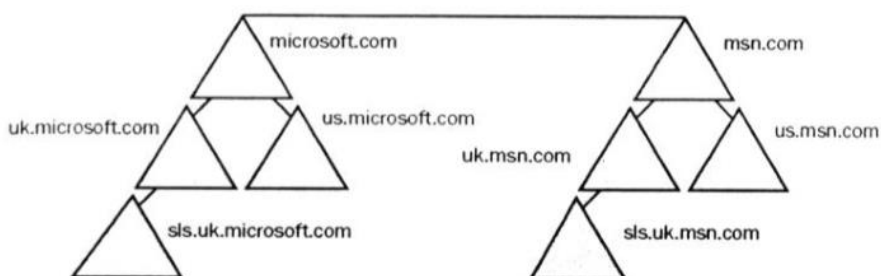 microsoft.com
msn.com
uk.microsoft.com
us.microsoft.com
uk.msn.com
us.msn.com
sls.uk.microsoft.com
sls.uk.msn.com